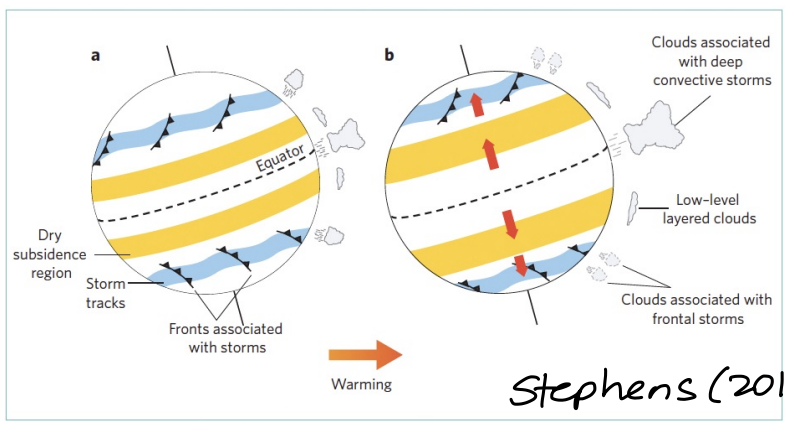 a
b
Equator
Dry
subsidence
region
Storm
tracks
Fronts associated
with storms
Warming
Clouds associated
with deep
convective storms
Low-level
layered clouds
Clouds associated with
frontal storms
Stephens (201